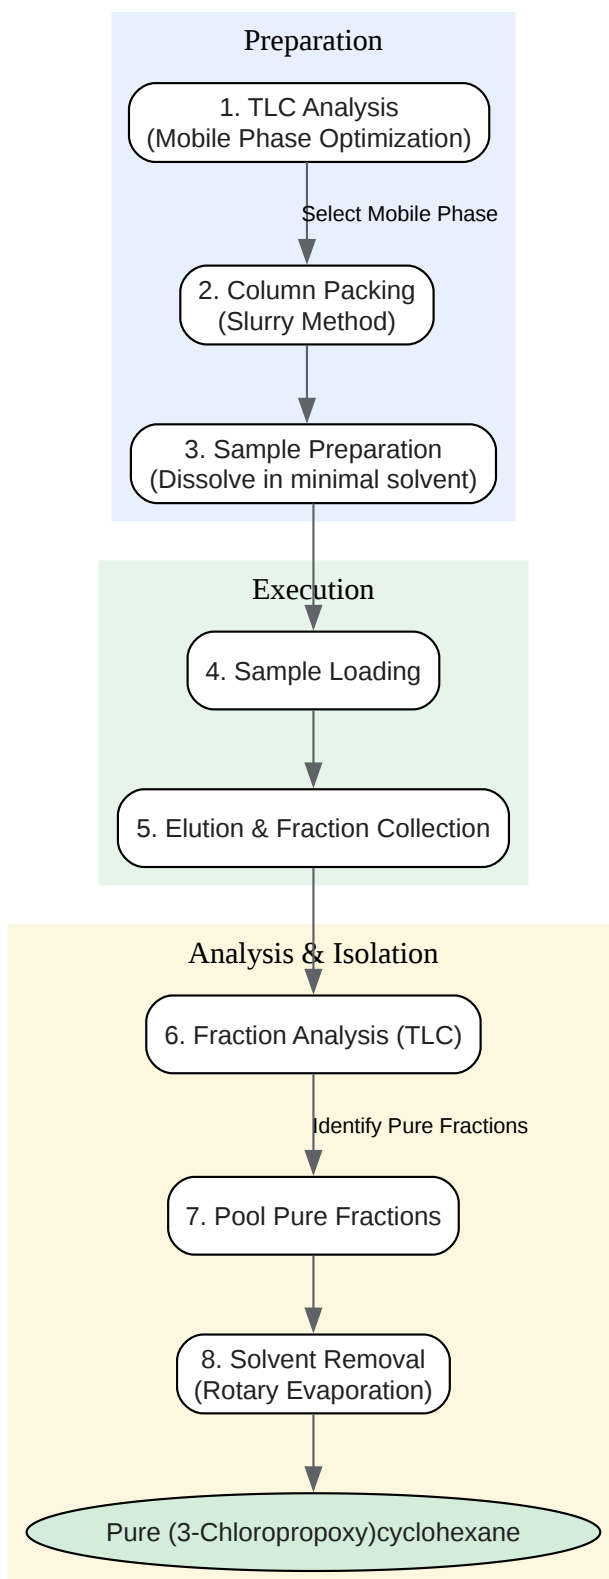 Preparation
1. TLC Analysis
(Mobile Phase Optimization)
Select Mobile Phase
2. Column Packing
(Slurry Method)
3. Sample Preparation
(Dissolve in minimal solvent)
Execution
4. Sample Loading
5. Elution & Fraction Collection
Analysis & Isolation
6. Fraction Analysis (TLC)
Identify Pure Fractions
7. Pool Pure Fractions
8. Solvent Removal
(Rotary Evaporation)
Pure (3-Chloropropoxy)cyclohexane